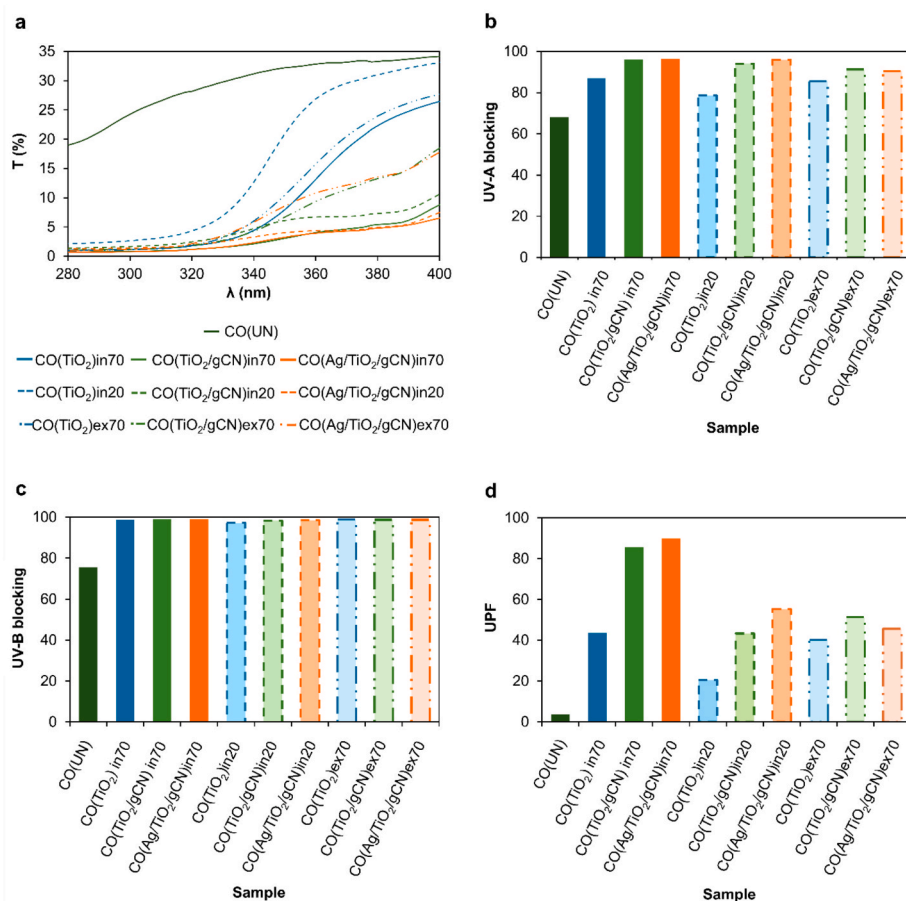 a
35
30
25
20
15
10
5
0
T (%)
280 300 320 340 360 380 400
λ (nm)
CO(UN)
CO(TiO₂)in70 CO(TiO₂/gCN)in70 CO(Ag/TiO₂/gCN)in70
CO(TiO₂)in20 CO(TiO₂/gCN)in20 CO(Ag/TiO₂/gCN)in20
CO(TiO₂)ex70 CO(TiO₂/gCN)ex70 CO(Ag/TiO₂/gCN)ex70
b
100
80
60
40
20
0
UV-A blocking
CO(UN)
CO(TiO₂) in70
CO(TiO₂/gCN) in70
CO(Ag/TiO₂/gCN)in70
CO(TiO₂)in20
CO(TiO₂/gCN)in20
CO(Ag/TiO₂/gCN)in20
CO(TiO₂)ex70
CO(TiO₂/gCN)ex70
CO(Ag/TiO₂/gCN)ex70
Sample
c
100
80
60
40
20
0
UV-B blocking
CO(UN)
CO(TiO₂) in70
CO(TiO₂/gCN) in70
CO(Ag/TiO₂/gCN)in70
CO(TiO₂)in20
CO(TiO₂/gCN)in20
CO(Ag/TiO₂/gCN)in20
CO(TiO₂)ex70
CO(TiO₂/gCN)ex70
CO(Ag/TiO₂/gCN)ex70
Sample
d
100
80
60
40
20
0
UPF
CO(UN)
CO(TiO₂) in70
CO(TiO₂/gCN) in70
CO(Ag/TiO₂/gCN)in70
CO(TiO₂)in20
CO(TiO₂/gCN)in20
CO(Ag/TiO₂/gCN)in20
CO(TiO₂)ex70
CO(TiO₂/gCN)ex70
CO(Ag/TiO₂/gCN)ex70
Sample